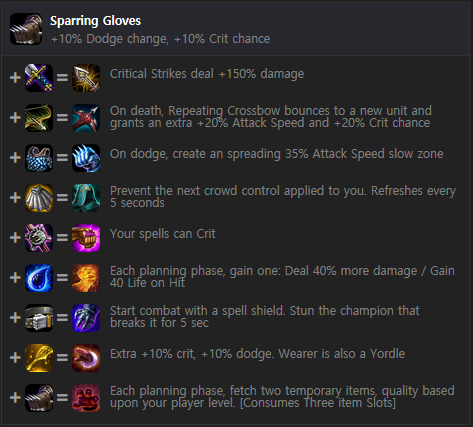 Sparring Gloves
+10% Dodge change, +10% Crit chance
+ = Critical Strikes deal +150% damage
+ = On death, Repeating Crossbow bounces to a new unit and
grants an extra +20% Attack Speed and +20% Crit chance
+ = On dodge, create an spreading 35% Attack Speed slow zone
+ = Prevent the next crowd control applied to you. Refreshes every
5 seconds
+ = Your spells can Crit
+ = Each planning phase, gain one: Deal 40% more damage / Gain
40 Life on Hit
+ = Start combat with a spell shield. Stun the champion that
breaks it for 5 sec
+ = Extra +10% crit, +10% dodge. Wearer is also a Yordle
+ = Each planning phase, fetch two temporary items, quality based
upon your player level. [Consumes Three item Slots]